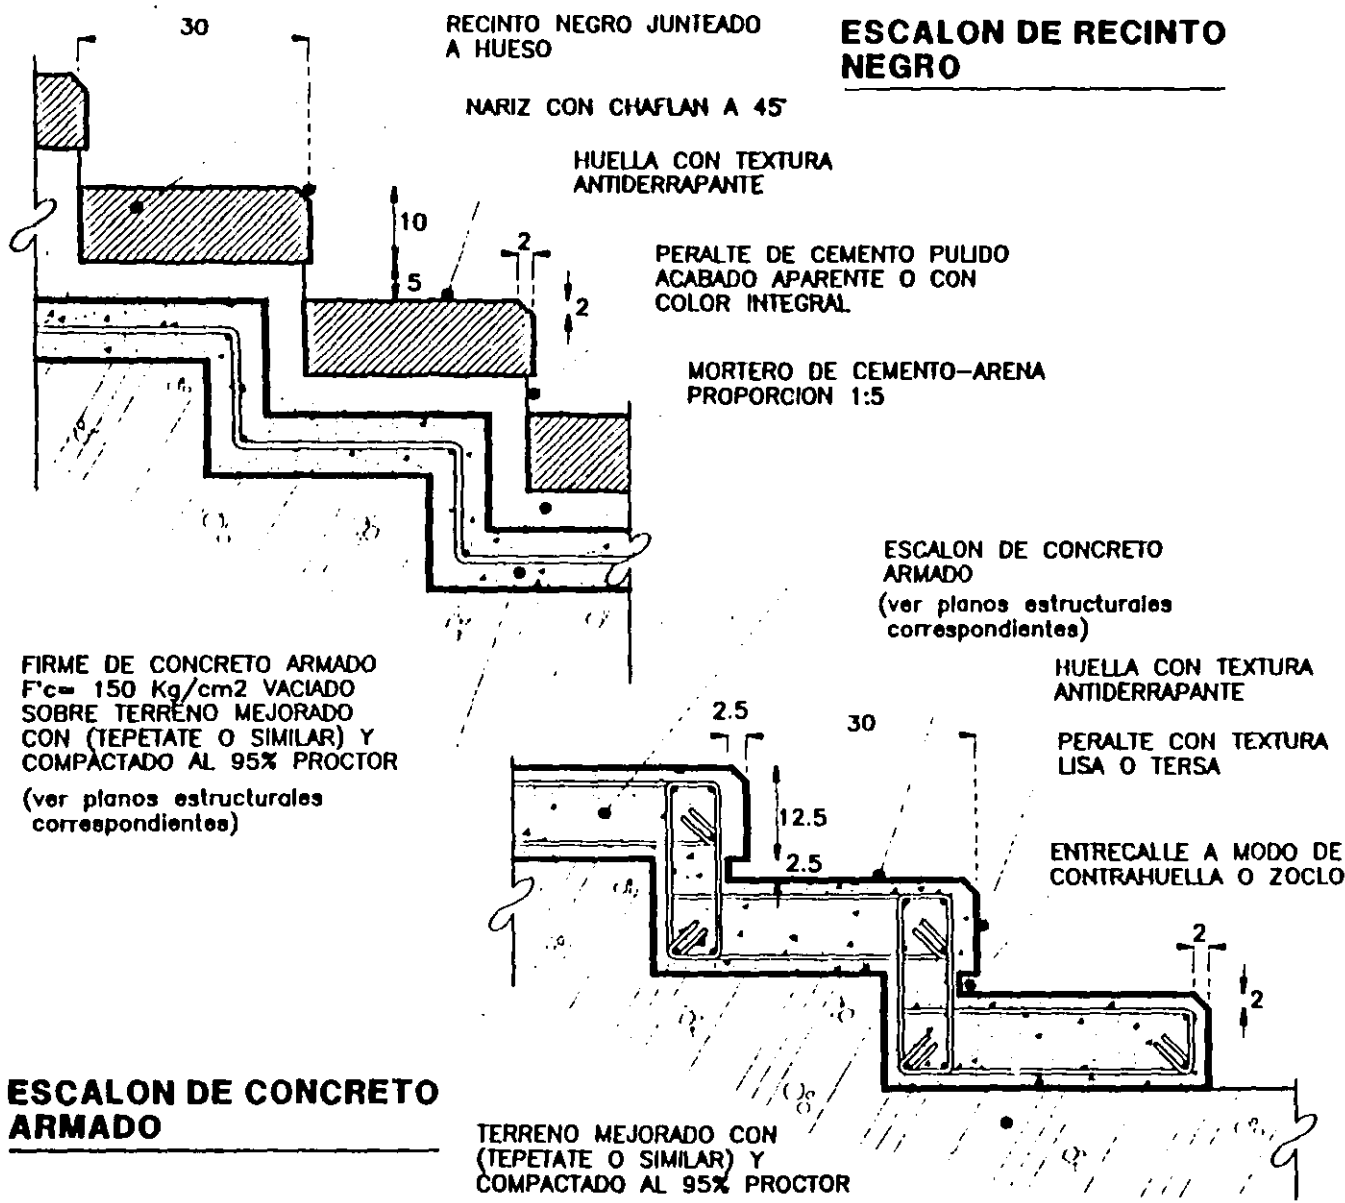 30
RECINTO NEGRO JUNTEADO
A HUESO
ESCALON DE RECINTO
NEGRO
NARIZ CON CHAFLAN A 45°
HUELLA CON TEXTURA
ANTIDERRAPANTE
10
5
2
2
PERALTE DE CEMENTO PULIDO
ACABADO APARENTE O CON
COLOR INTEGRAL
MORTERO DE CEMENTO-ARENA
PROPORCION 1:5
FIRME DE CONCRETO ARMADO
F'c= 150 Kg/cm2 VACIADO
SOBRE TERRENO MEJORADO
CON (TEPETATE O SIMILAR) Y
COMPACTADO AL 95% PROCTOR
(ver planos estructurales
correspondientes)
ESCALON DE CONCRETO
ARMADO
(ver planos estructurales
correspondientes)
HUELLA CON TEXTURA
ANTIDERRAPANTE
PERALTE CON TEXTURA
LISA O TERSA
ENTRECALLE A MODO DE
CONTRAHUELLA O ZOCLO
2.5
30
12.5
2.5
2
2
ESCALON DE CONCRETO
ARMADO
TERRENO MEJORADO CON
(TEPETATE O SIMILAR) Y
COMPACTADO AL 95% PROCTOR